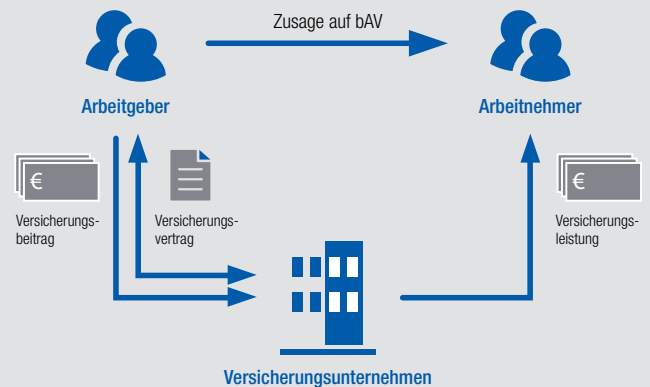 Zusage auf bAV
Arbeitgeber
Arbeitnehmer
€
Versicherungs-
beitrag
Versicherungs-
vertrag
€
Versicherungs-
leistung
Versicherungsunternehmen